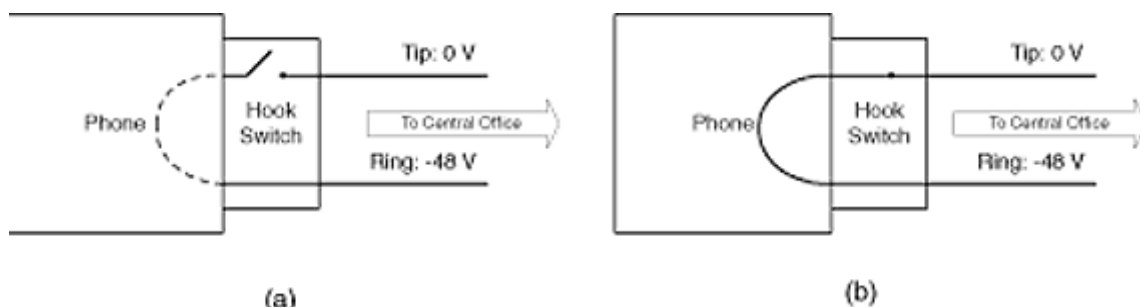 Tip: 0 V
Phone
Hook
Switch
To Central Office
Ring: -48 V
(a)
Tip: 0 V
Phone
Hook
Switch
To Central Office
Ring: -48 V
(b)